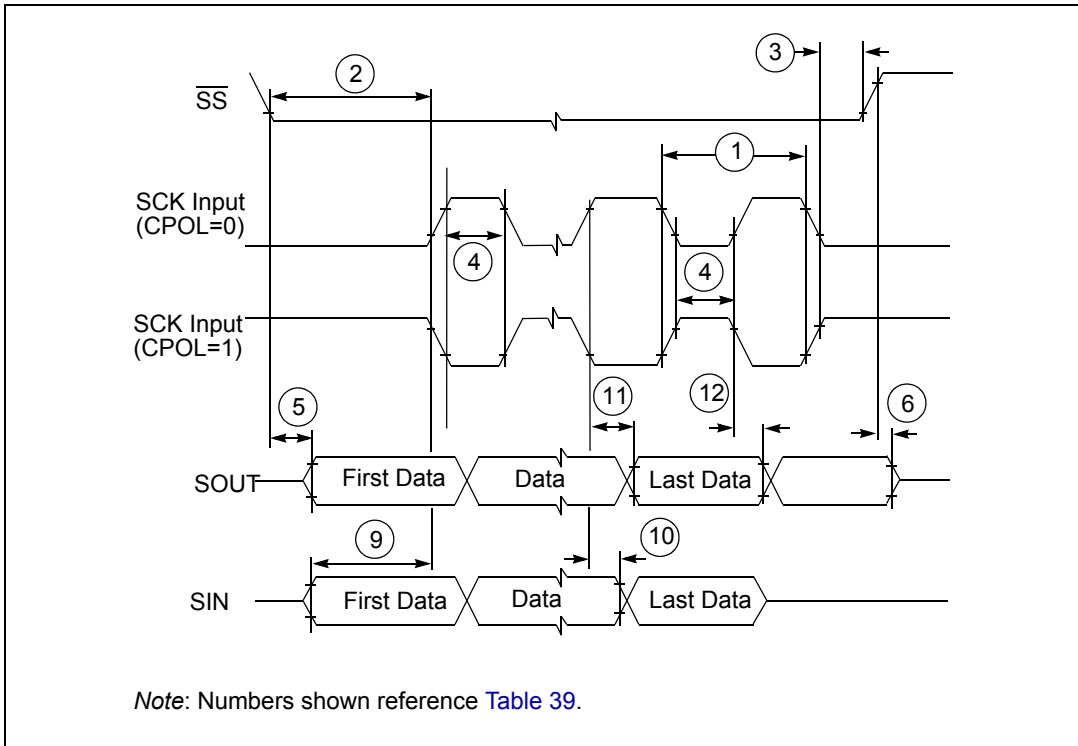 3
2
SS
1
SCK Input
(CPOL=0)
4
4
SCK Input
(CPOL=1)
11
12
5
6
SOUT
First Data
Data
Last Data
9
10
SIN
First Data
Data
Last Data
Note: Numbers shown reference Table 39.